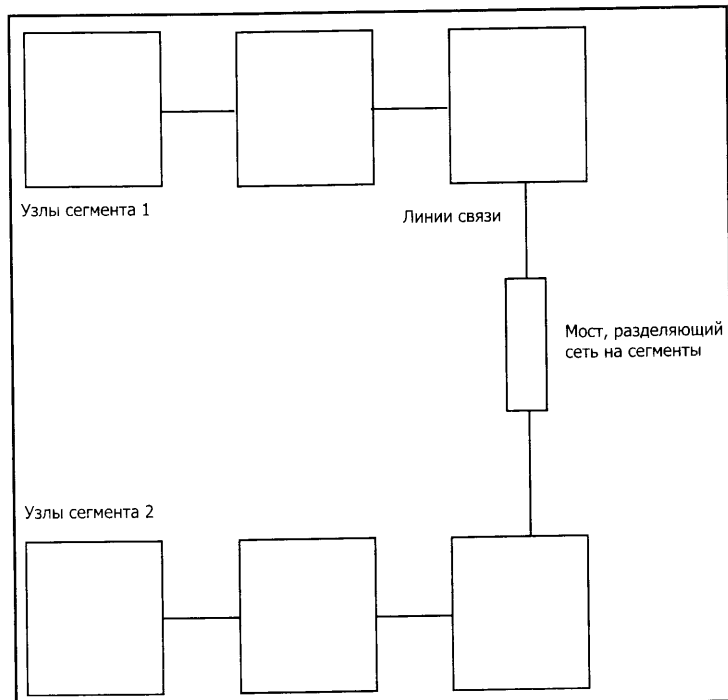 Узлы сегмента 1
Линии связи
Мост, разделяющий
сеть на сегменты
Узлы сегмента 2